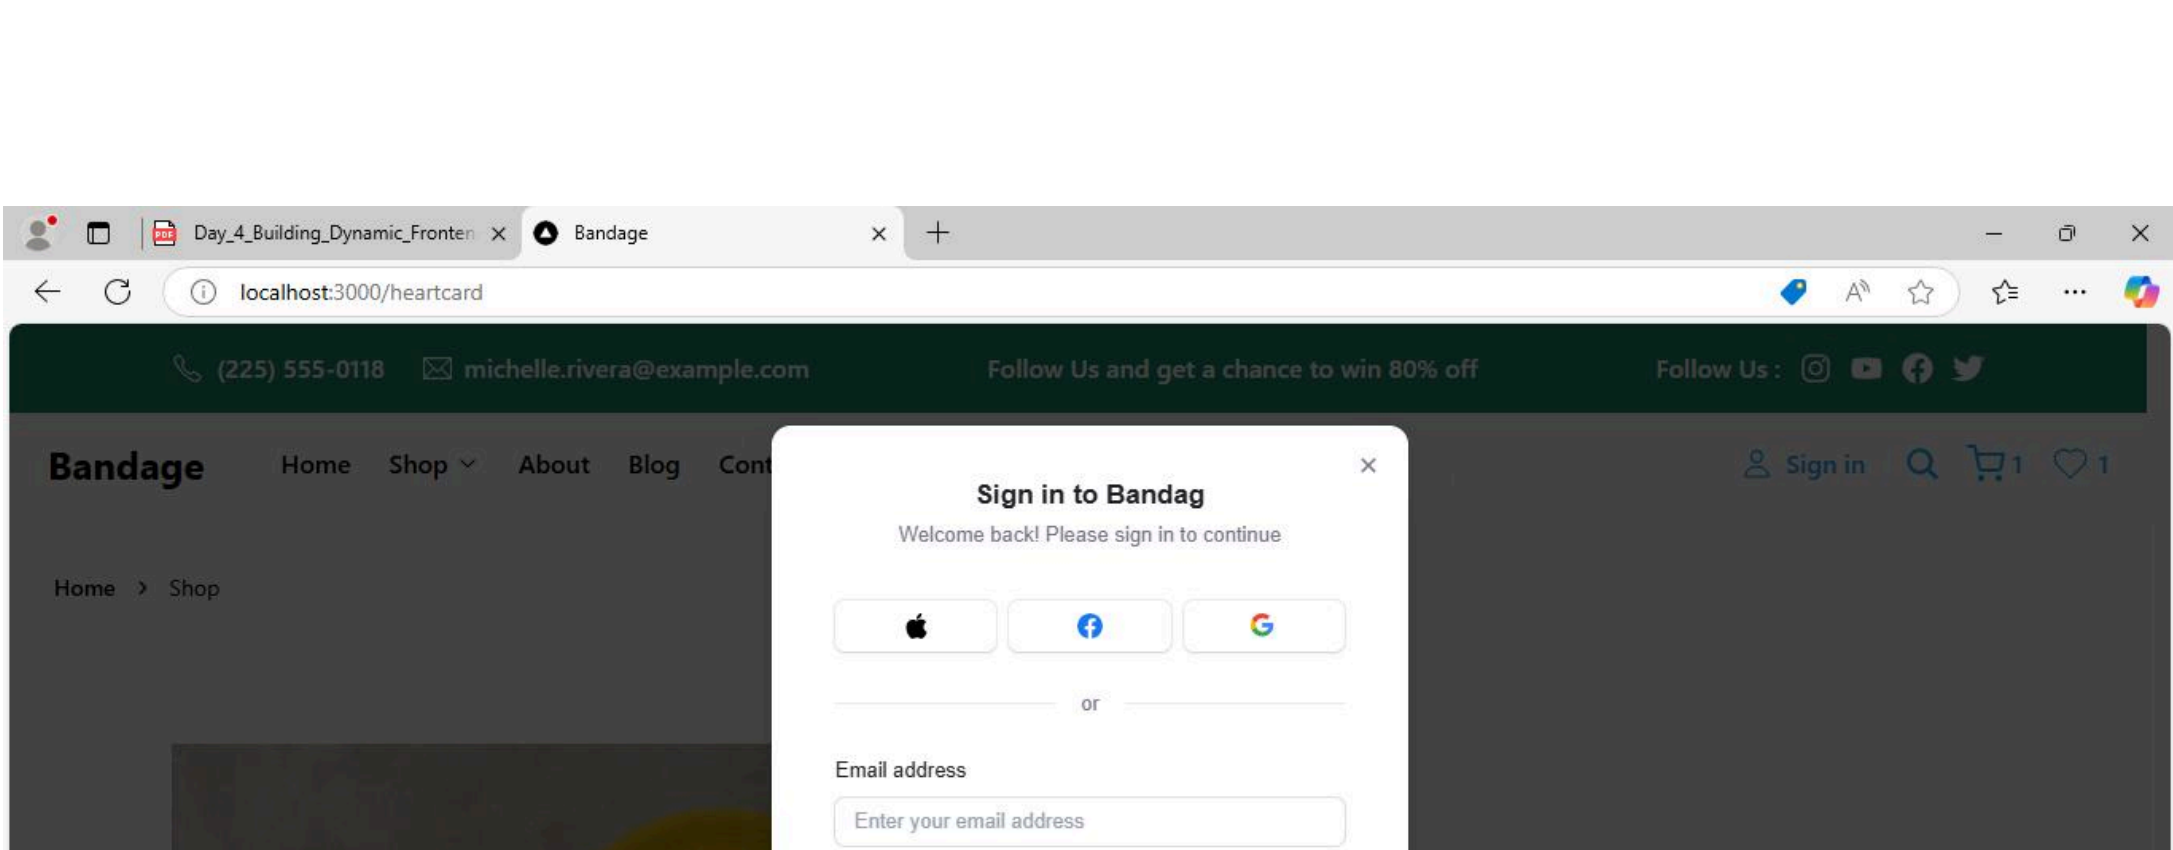 Day_4_Building_Dynamic_Fronten
Bandage
localhost:3000/heartcard
(225) 555-0118 michelle.rivera@example.com Follow Us and get a chance to win 80% off Follow Us :
Bandage Home Shop About Blog Cont Sign in 1 1
Home > Shop
Sign in to Bandag
Welcome back! Please sign in to continue
or
Email address
Enter your email address